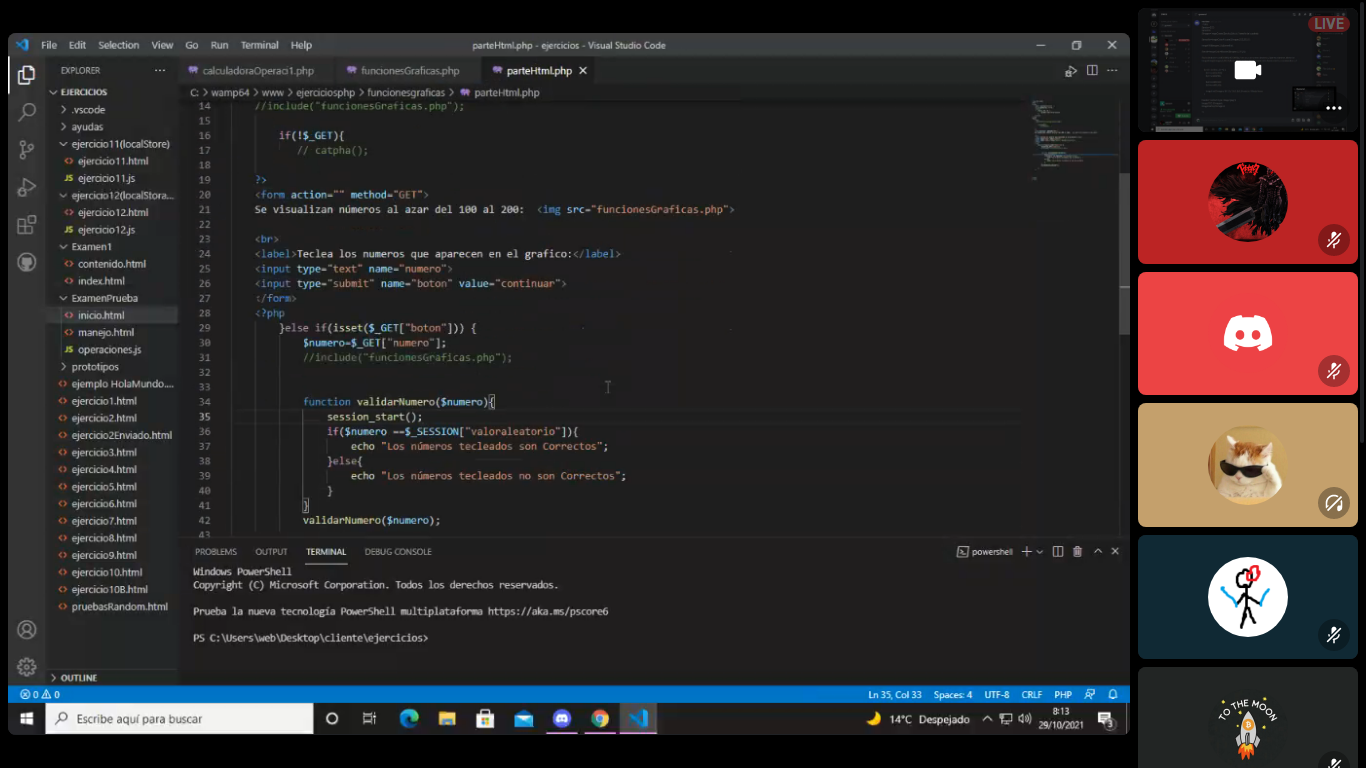 File Edit Selection View Go Run Terminal Help
parteHtml.php - ejercicios - Visual Studio Code
LIVE
EXPLORER
calculadoraOperaci1.php
funcionesGraficas.php
parteHtml.php
C: > wamp64 > www > ejerciciosphp > funcionesgraficas > parteHtml.php
EJERCICIOS
.vscode
ayudas
ejercicio11(localStore)
ejercicio11.html
JS ejercicio11.js
ejercicio12(localStora...
ejercicio12.html
JS ejercicio12.js
Examen1
contenido.html
index.html
ExamenPrueba
inicio.html
manejo.html
JS operaciones.js
prototipos
ejemplo HolaMundo....
ejercicio1.html
ejercicio2.html
ejercicio2Enviado.html
ejercicio3.html
ejercicio4.html
ejercicio5.html
ejercicio6.html
ejercicio7.html
ejercicio8.html
ejercicio9.html
ejercicio10.html
ejercicio10B.html
pruebasRandom.html
OUTLINE
14 //include("funcionesGraficas.php");
15
16 if(!$_GET){
17 // catpha();
18
19 ?>
20 <form action="" method="GET">
21 Se visualizan números al azar del 100 al 200: <img src="funcionesGraficas.php">
22
23 <br>
24 <label>Teclea los numeros que aparecen en el grafico:</label>
25 <input type="text" name="numero">
26 <input type="submit" name="boton" value="continuar">
27 </form>
28 <?php
29 }else if(isset($_GET["boton"])) {
30 $numero=$_GET["numero"];
31 //include("funcionesGraficas.php");
32
33
34 function validarNumero($numero){
35 session_start();
36 if($numero ==$_SESSION["valoraleatorio"]){
37 echo "Los números tecleados son Correctos";
38 }else{
39 echo "Los números tecleados no son Correctos";
40 }
41 }
42 validarNumero($numero);
43
PROBLEMS OUTPUT TERMINAL DEBUG CONSOLE
powershell
Windows PowerShell
Copyright (C) Microsoft Corporation. Todos los derechos reservados.
Prueba la nueva tecnología PowerShell multiplataforma https://aka.ms/pscore6
PS C:\Users\web\Desktop\cliente\ejercicios>
0 0
Ln 35, Col 33 Spaces: 4 UTF-8 CRLF PHP
Escribe aquí para buscar
14°C Despejado
8:13
29/10/2021
3
TO THE MOON